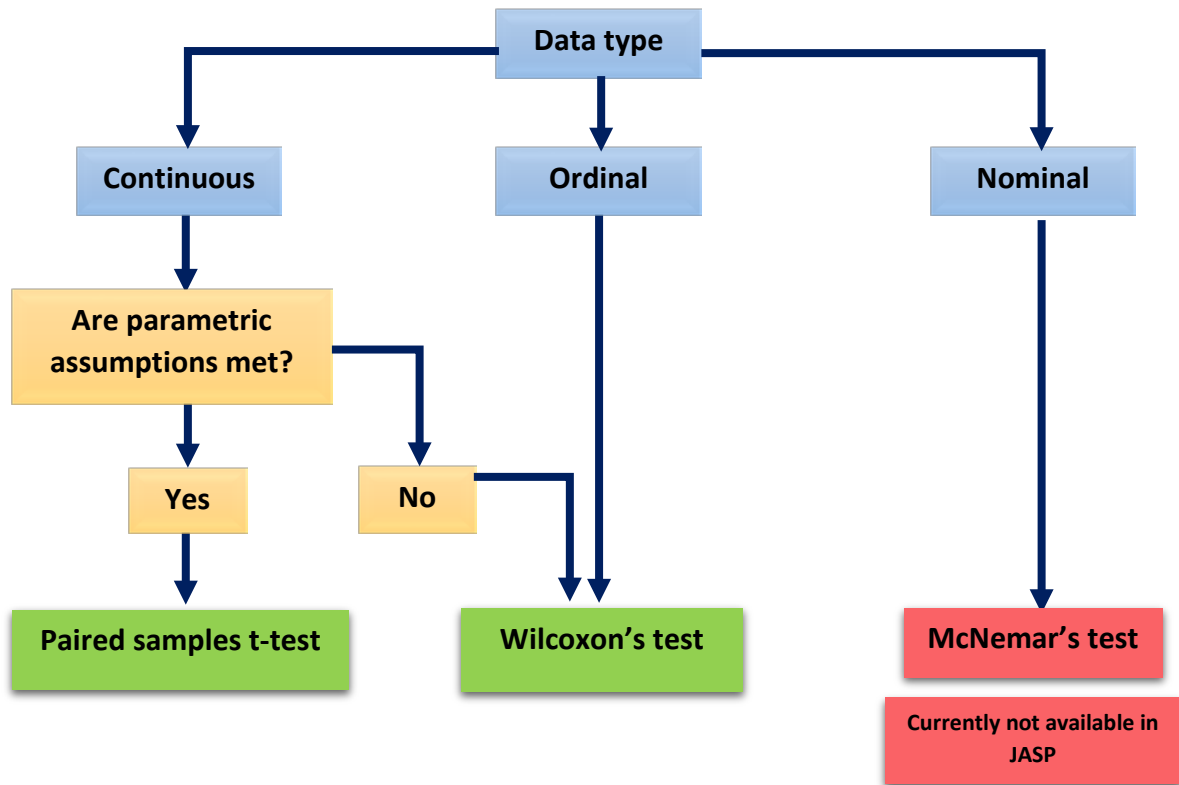 Data type
Continuous
Ordinal
Nominal
Are parametric
assumptions met?
Yes
No
Paired samples t-test
Wilcoxon’s test
McNemar’s test
Currently not available in
JASP